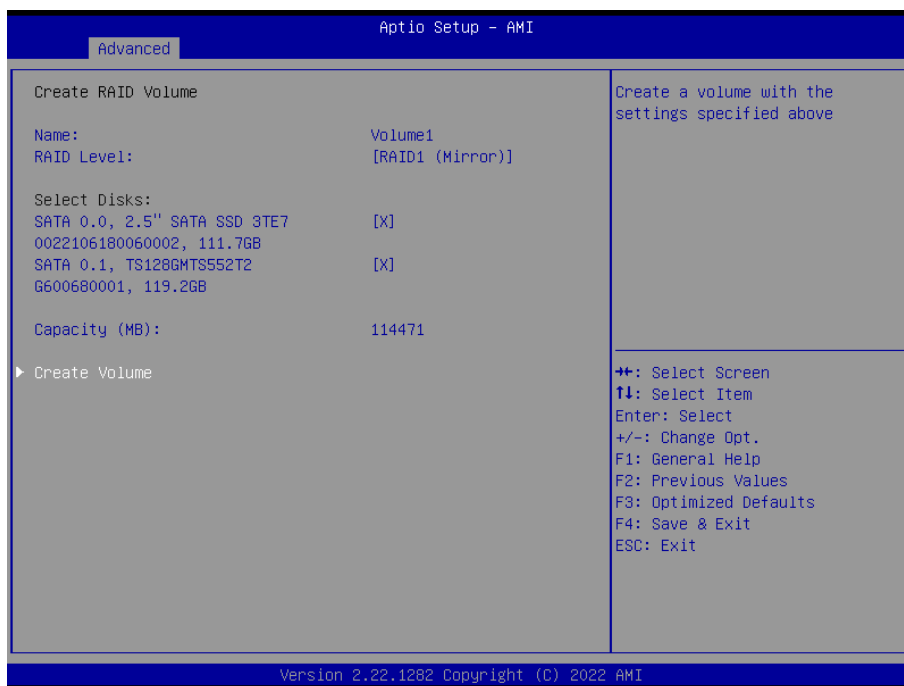 Aptio Setup – AMI
Advanced
Create RAID Volume
Name: Volume1
RAID Level: [RAID1 (Mirror)]
Select Disks:
SATA 0.0, 2.5'' SATA SSD 3TE7 [X]
0022106180060002, 111.7GB
SATA 0.1, TS128GMTS552T2 [X]
G600680001, 119.2GB
Capacity (MB): 114471
Create Volume
Create a volume with the
settings specified above
→←: Select Screen
↑↓: Select Item
Enter: Select
+/-: Change Opt.
F1: General Help
F2: Previous Values
F3: Optimized Defaults
F4: Save & Exit
ESC: Exit
Version 2.22.1282 Copyright (C) 2022 AMI